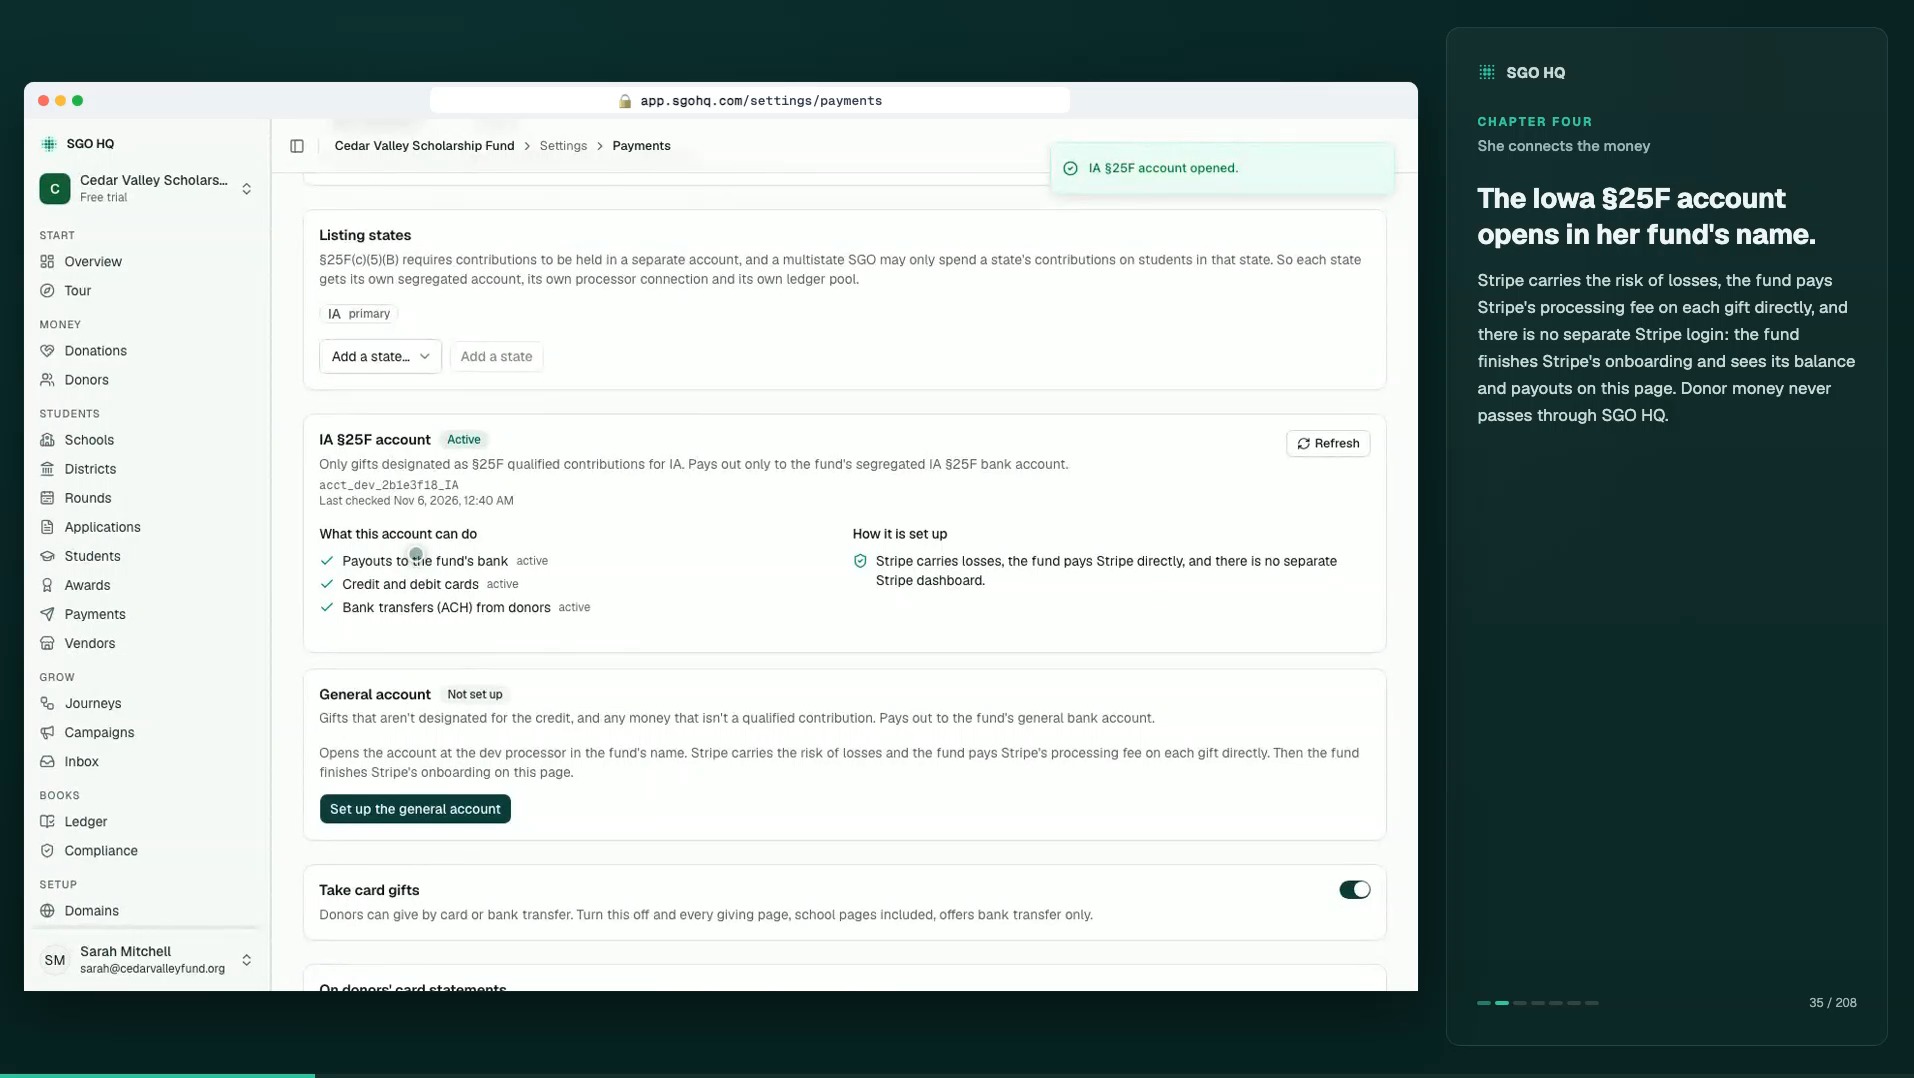 app.sgohq.com/settings/payments
SGO HQ
C
Cedar Valley Scholars...
Free trial
START
Overview
Tour
MONEY
Donations
Donors
STUDENTS
Schools
Districts
Rounds
Applications
Students
Awards
Payments
Vendors
GROW
Journeys
Campaigns
Inbox
BOOKS
Ledger
Compliance
SETUP
Domains
SM
Sarah Mitchell
sarah@cedarvalleyfund.org
Cedar Valley Scholarship Fund > Settings > Payments
IA §25F account opened.
Listing states
§25F(c)(5)(B) requires contributions to be held in a separate account, and a multistate SGO may only spend a state's contributions on students in that state. So each state
gets its own segregated account, its own processor connection and its own ledger pool.
IA primary
Add a state...
Add a state
IA §25F account Active
Refresh
Only gifts designated as §25F qualified contributions for IA. Pays out only to the fund's segregated IA §25F bank account.
acct_dev_2b1e3f18_IA
Last checked Nov 6, 2026, 12:40 AM
What this account can do
Payouts to the fund's bank active
Credit and debit cards active
Bank transfers (ACH) from donors active
How it is set up
Stripe carries losses, the fund pays Stripe directly, and there is no separate
Stripe dashboard.
General account Not set up
Gifts that aren't designated for the credit, and any money that isn't a qualified contribution. Pays out to the fund's general bank account.
Opens the account at the dev processor in the fund's name. Stripe carries the risk of losses and the fund pays Stripe's processing fee on each gift directly. Then the fund
finishes Stripe's onboarding on this page.
Set up the general account
Take card gifts
Donors can give by card or bank transfer. Turn this off and every giving page, school pages included, offers bank transfer only.
On donors' card statements
SGO HQ
CHAPTER FOUR
She connects the money
The Iowa §25F account
opens in her fund's name.
Stripe carries the risk of losses, the fund pays
Stripe's processing fee on each gift directly, and
there is no separate Stripe login: the fund
finishes Stripe's onboarding and sees its balance
and payouts on this page. Donor money never
passes through SGO HQ.
35 / 208